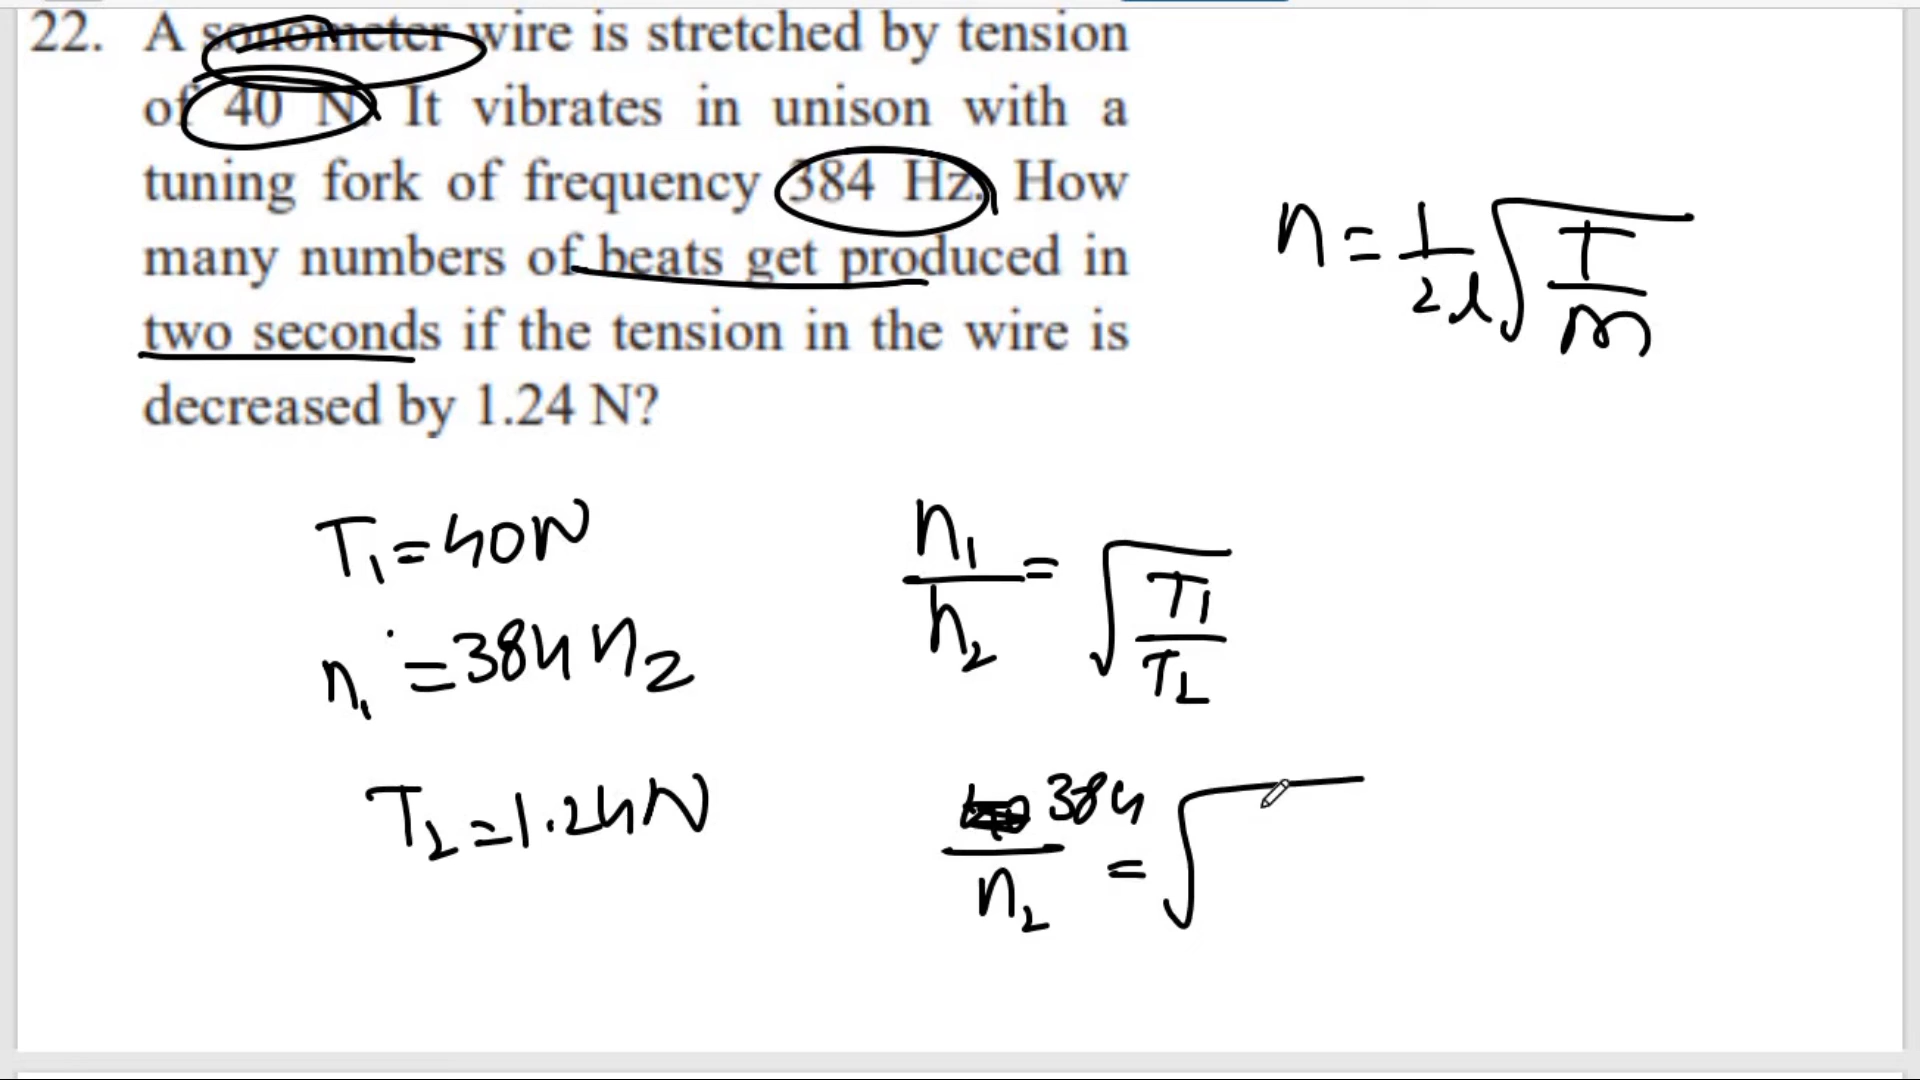 22. A sonometer wire is stretched by tension
of 40 N. It vibrates in unison with a
tuning fork of frequency 384 Hz. How
many numbers of beats get produced in
two seconds if the tension in the wire is
decreased by 1.24 N?
n = 1/2l √T/m
T₁ = 40N
n₁ = 384 Hz
T₂ = 1.24N
n₁/n₂ = √T₁/T₂
384/n₂ = √